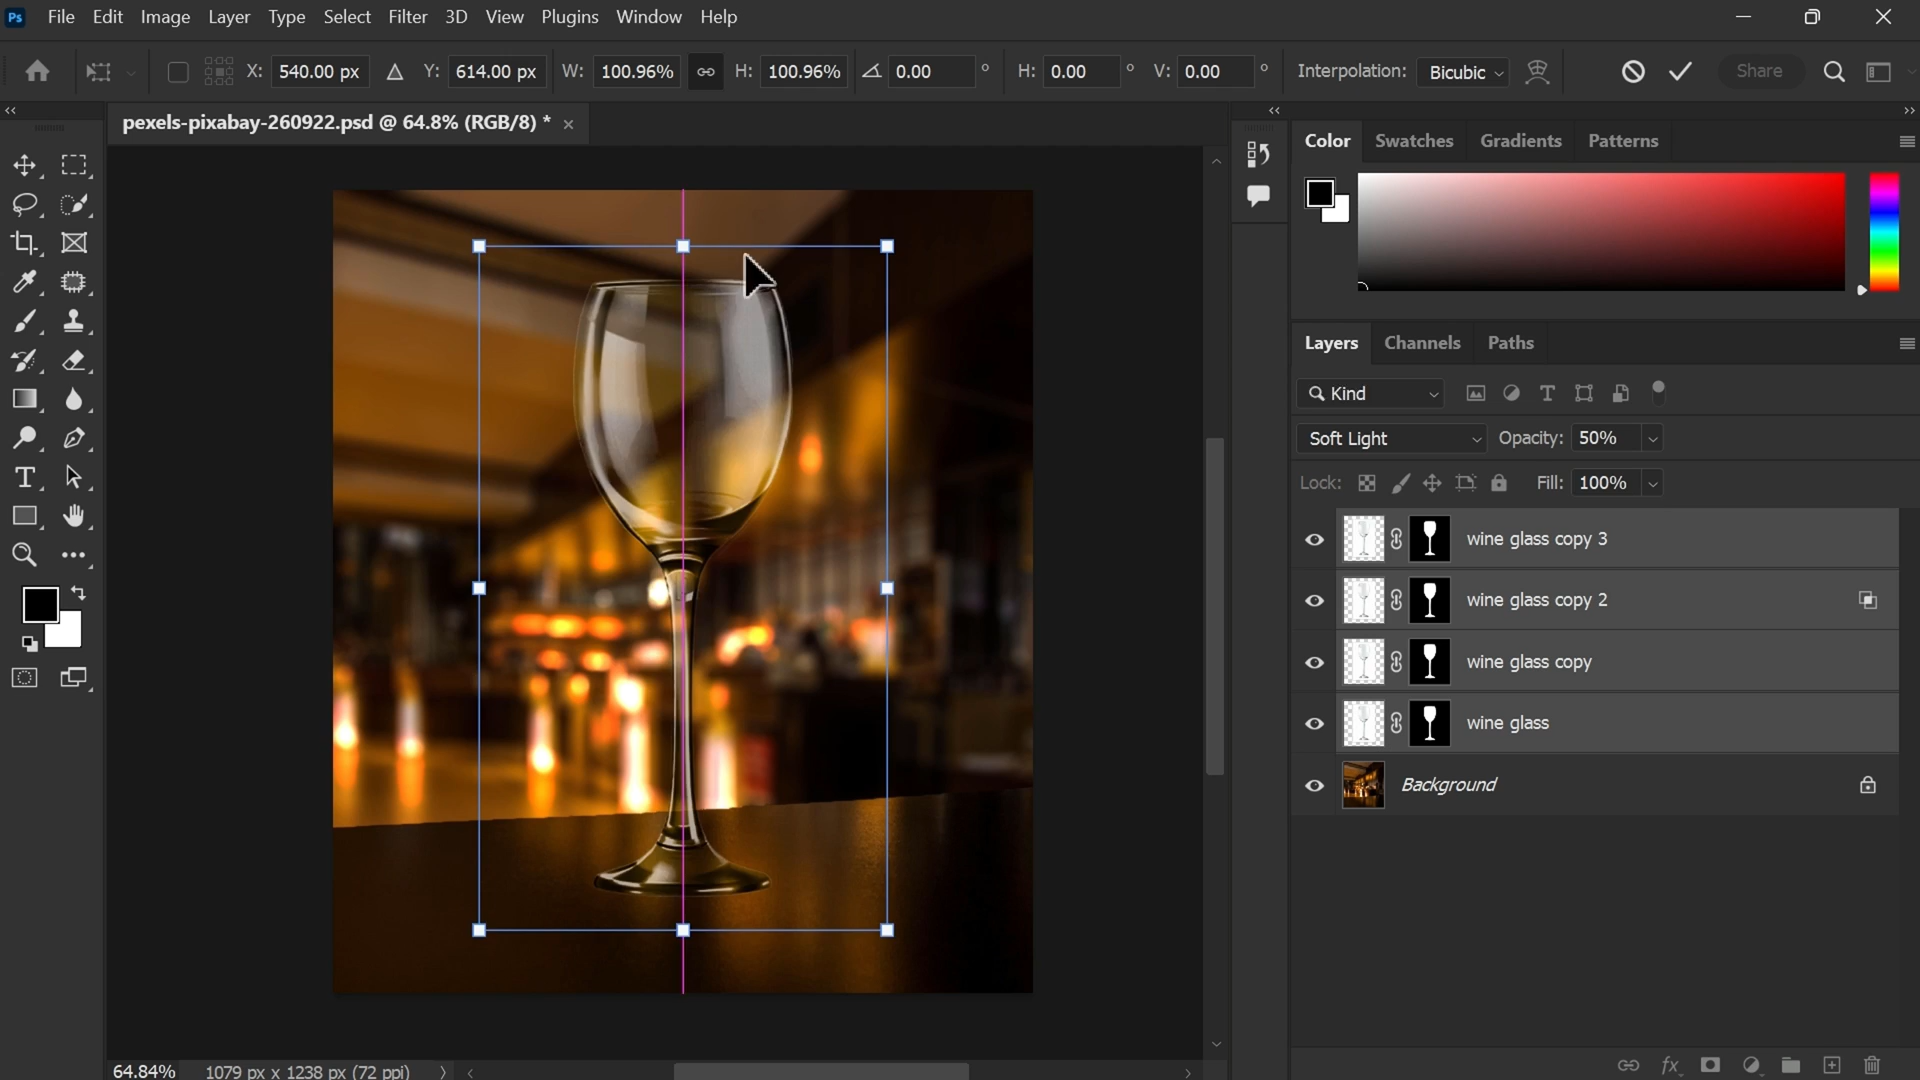 Ps File Edit Image Layer Type Select Filter 3D View Plugins Window Help
X: 540.00 px Y: 614.00 px W: 100.96% H: 100.96% 0.00 ° H: 0.00 ° V: 0.00 ° Interpolation: Bicubic Share
pexels-pixabay-260922.psd @ 64.8% (RGB/8) *
Color Swatches Gradients Patterns
Layers Channels Paths
Kind
Soft Light Opacity: 50%
Lock: Fill: 100%
wine glass copy 3
wine glass copy 2
wine glass copy
wine glass
Background
64.84% 1079 px x 1238 px (72 ppi)